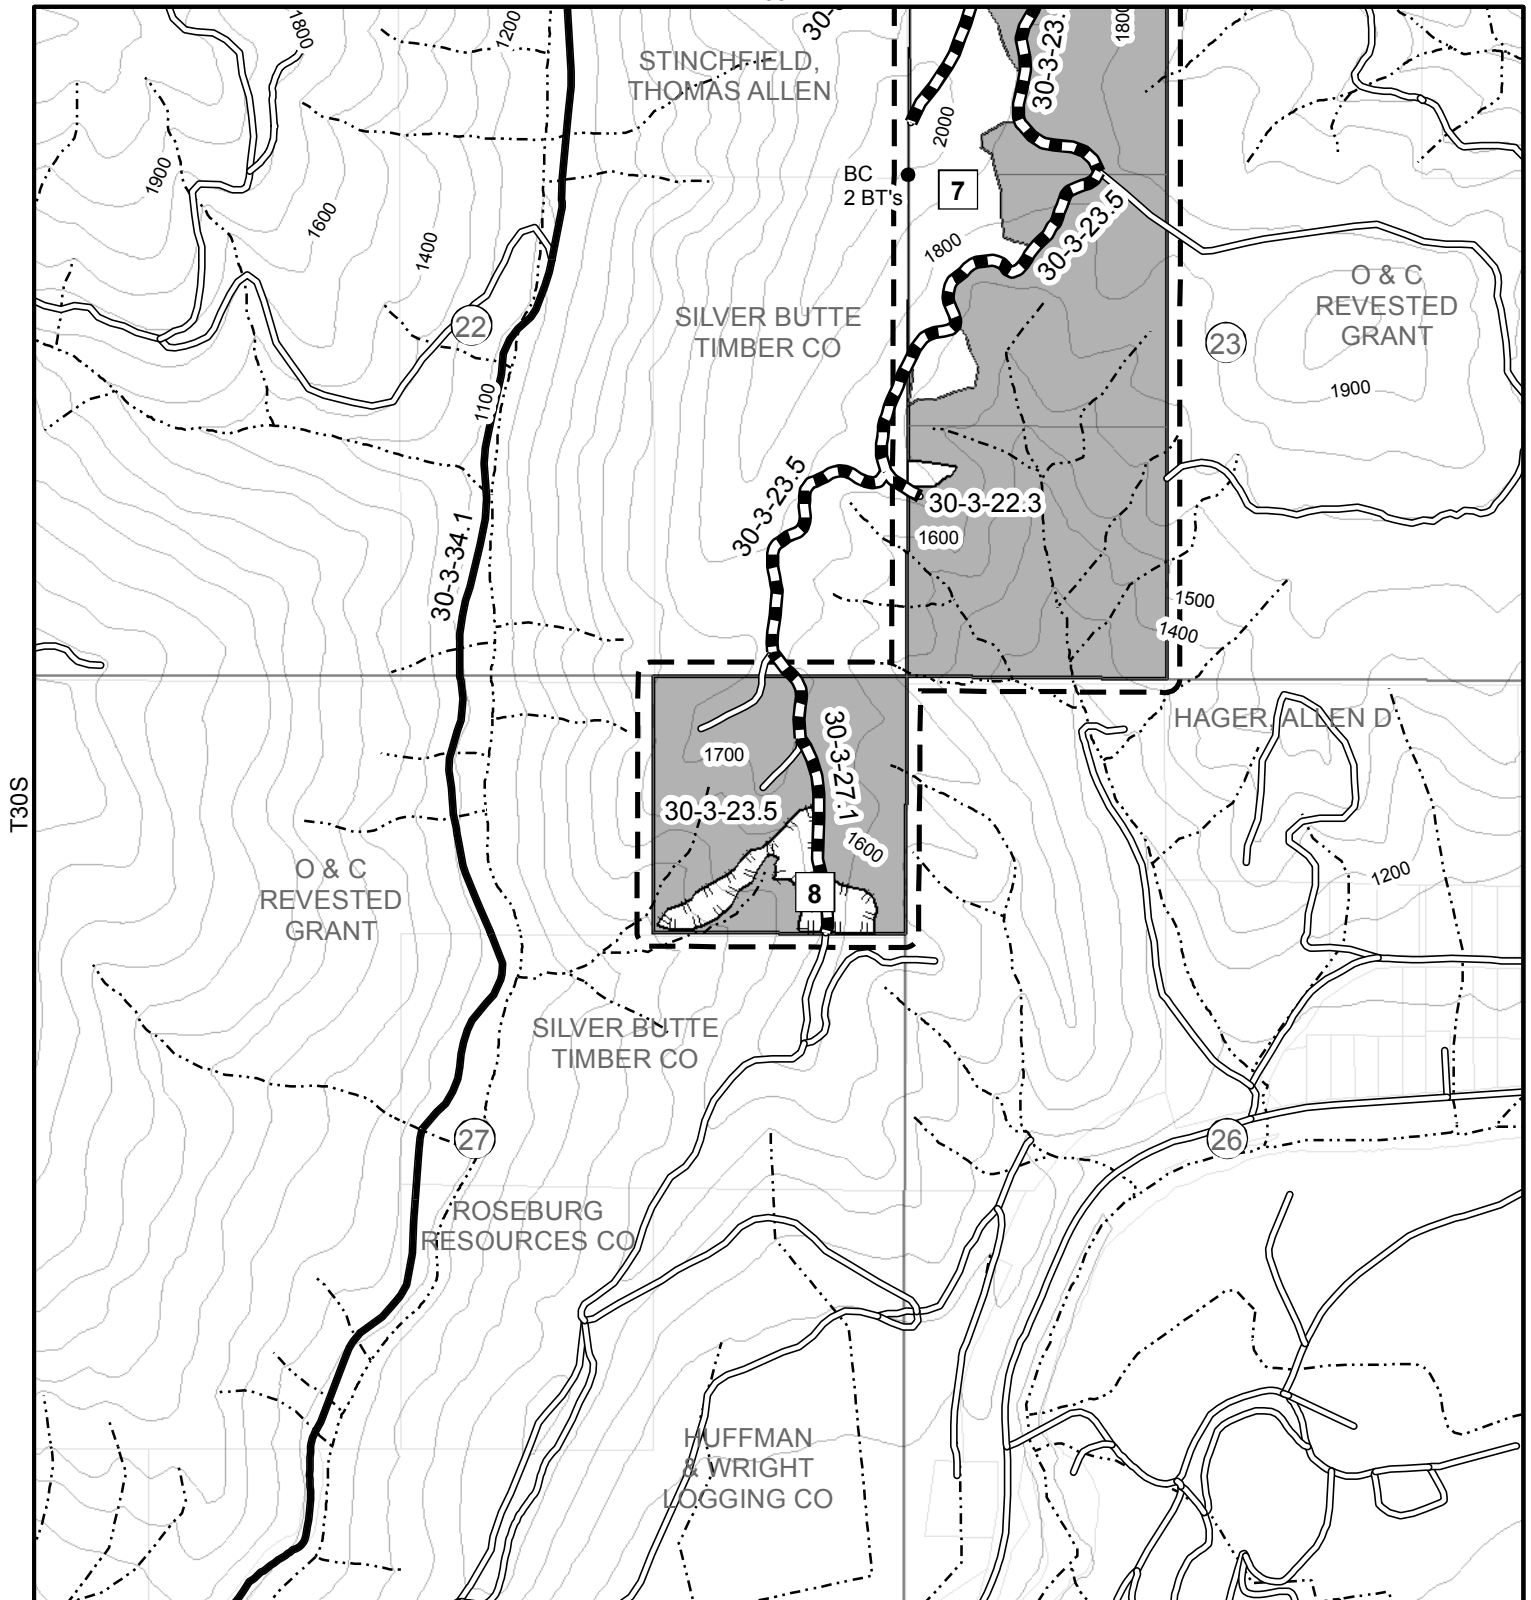 1800
1200
30-3
STINCHFIELD,
THOMAS ALLEN
30-3-23.
1800
2000
1900
BC
2 BT's
7
1600
1400
1800
30-3-23.5
O & C
REVESTED
GRANT
22
SILVER BUTTE
TIMBER CO
23
1900
1100
30-3-23.5
30-3-22.3
1600
30-3-34.1
1500
1400
HAGER, ALLEN D
1700
30-3-27.1
30-3-23.5
T30S
1600
O & C
REVESTED
GRANT
1200
8
SILVER BUTTE
TIMBER CO
27
26
ROSEBURG
RESOURCES CO
HUFFMAN
& WRIGHT
LOGGING CO